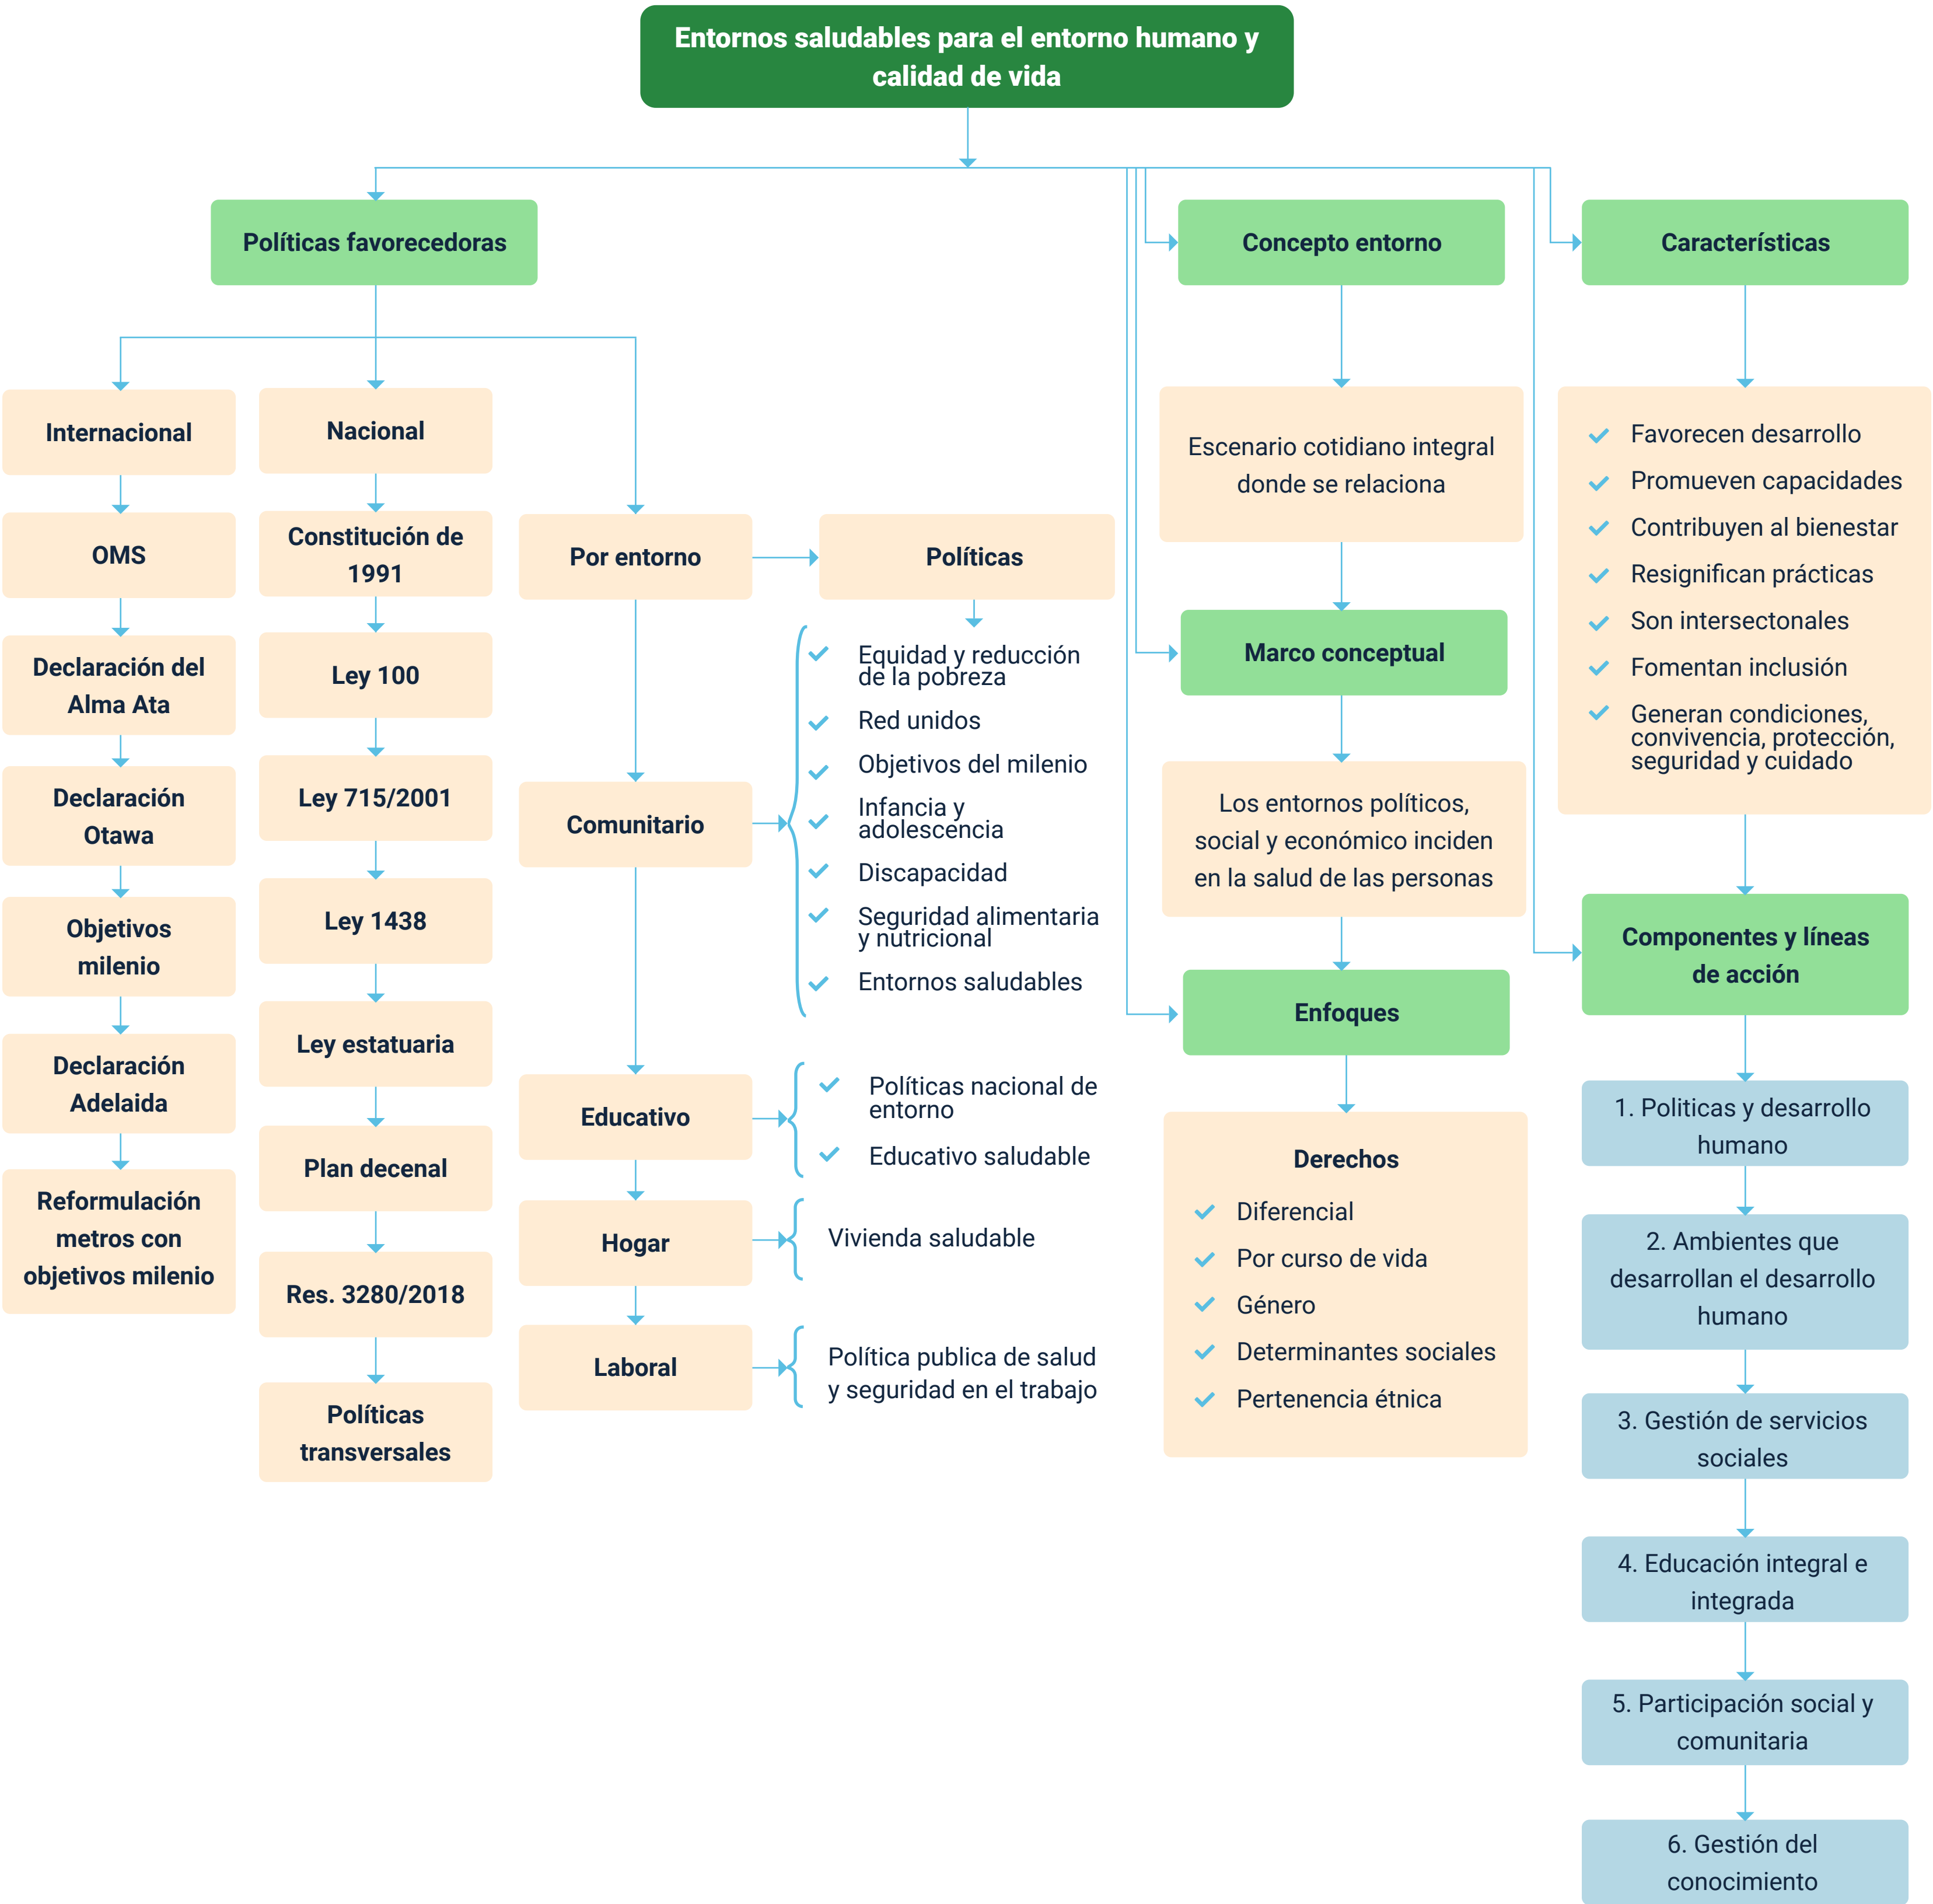 Entornos saludables para el entorno humano y
calidad de vida
Políticas favorecedoras
Internacional
OMS
Declaración del
Alma Ata
Declaración
Otawa
Objetivos
milenio
Declaración
Adelaida
Reformulación
metros con
objetivos milenio
Nacional
Constitución de
1991
Ley 100
Ley 715/2001
Ley 1438
Ley estatuaria
Plan decenal
Res. 3280/2018
Políticas
transversales
Por entorno
Políticas
Comunitario
Equidad y reducción
de la pobreza
Red unidos
Objetivos del milenio
Infancia y
adolescencia
Discapacidad
Seguridad alimentaria
y nutricional
Entornos saludables
Educativo
Políticas nacional de
entorno
Educativo saludable
Hogar
Vivienda saludable
Laboral
Política publica de salud
y seguridad en el trabajo
Concepto entorno
Escenario cotidiano integral
donde se relaciona
Marco conceptual
Los entornos políticos,
social y económico inciden
en la salud de las personas
Enfoques
Derechos
Diferencial
Por curso de vida
Género
Determinantes sociales
Pertenencia étnica
Características
Favorecen desarrollo
Promueven capacidades
Contribuyen al bienestar
Resignifican prácticas
Son intersectonales
Fomentan inclusión
Generan condiciones,
convivencia, protección,
seguridad y cuidado
Componentes y líneas
de acción
1. Politicas y desarrollo
humano
2. Ambientes que
desarrollan el desarrollo
humano
3. Gestión de servicios
sociales
4. Educación integral e
integrada
5. Participación social y
comunitaria
6. Gestión del
conocimiento